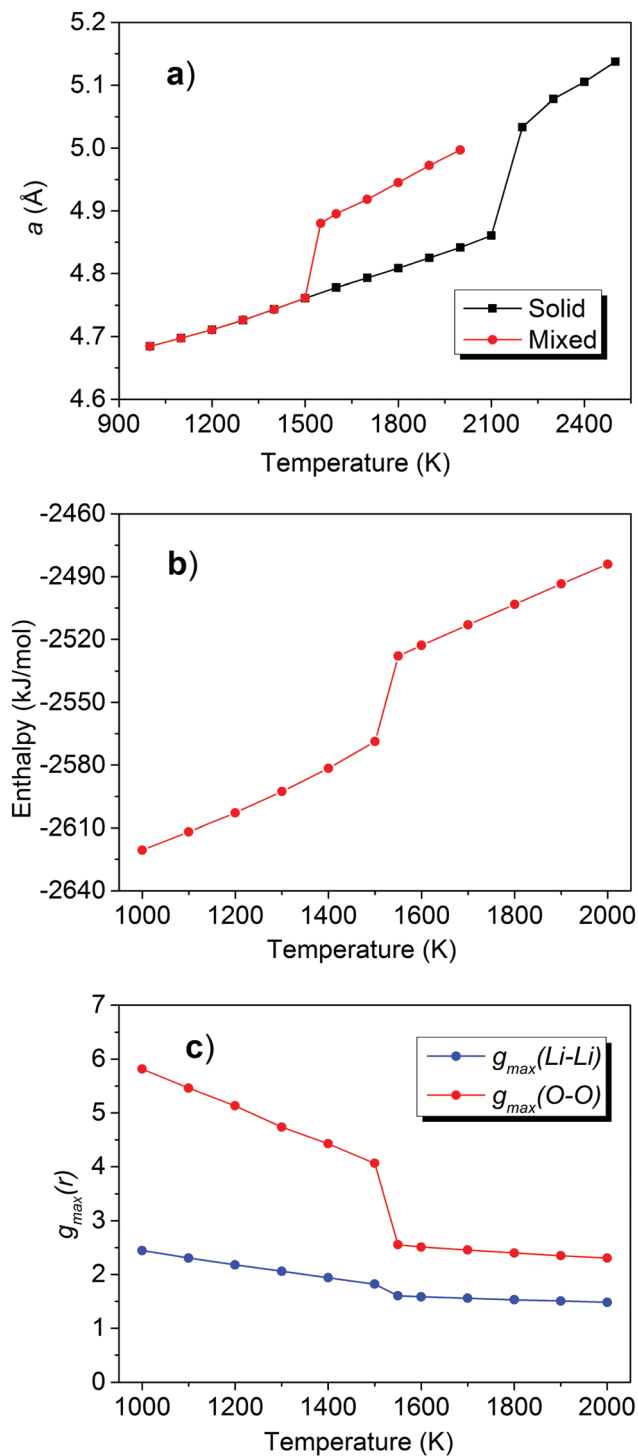 a)
5.2
5.1
5.0
4.9
4.8
4.7
4.6
a (Å)
Solid
Mixed
900 1200 1500 1800 2100 2400
Temperature (K)
b)
-2460
-2490
-2520
-2550
-2580
-2610
-2640
Enthalpy (kJ/mol)
1000 1200 1400 1600 1800 2000
Temperature (K)
c)
7
6
5
4
3
2
1
0
gmax(r)
gmax(Li-Li)
gmax(O-O)
1000 1200 1400 1600 1800 2000
Temperature (K)